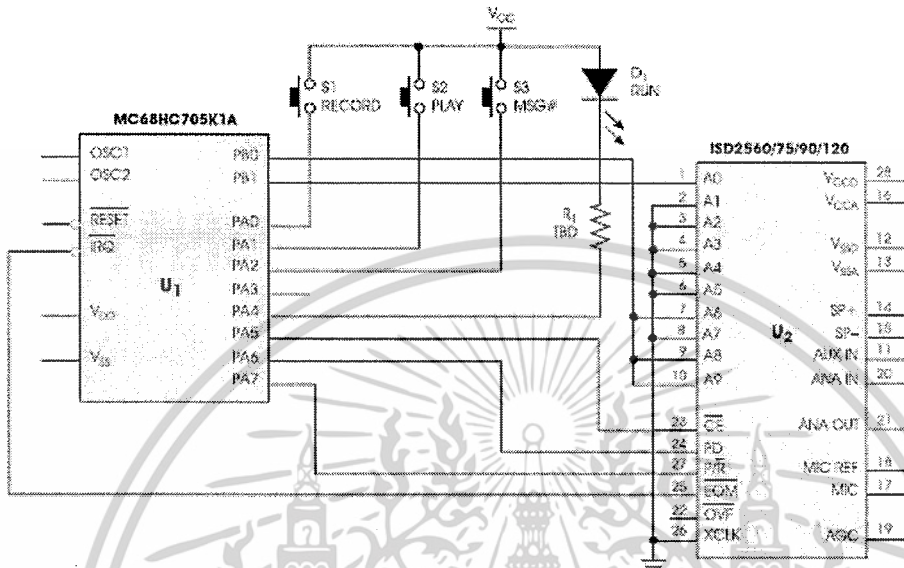 VCC
S1
RECORD
S2
PLAY
S3
MSG#
D1
RUN
R1
TBD
MC68HC705K1A
OSC1
OSC2
RESET
IRQ
VDD
VSS
U1
PB0
PB1
PA0
PA1
PA2
PA3
PA4
PA5
PA6
PA7
ISD2560/75/90/120
U2
1 A0
2 A1
3 A2
4 A3
5 A4
6 A5
7 A6
8 A7
9 A8
10 A9
23 CE
24 PD
27 P/R
25 EOM
22 OVF
26 XCLK
VCCD 28
VCCA 16
VSSD 12
VSSA 13
SP+ 14
SP- 15
AUX IN 11
ANA IN 20
ANA OUT 21
MIC REF 18
MIC 17
AGC 19